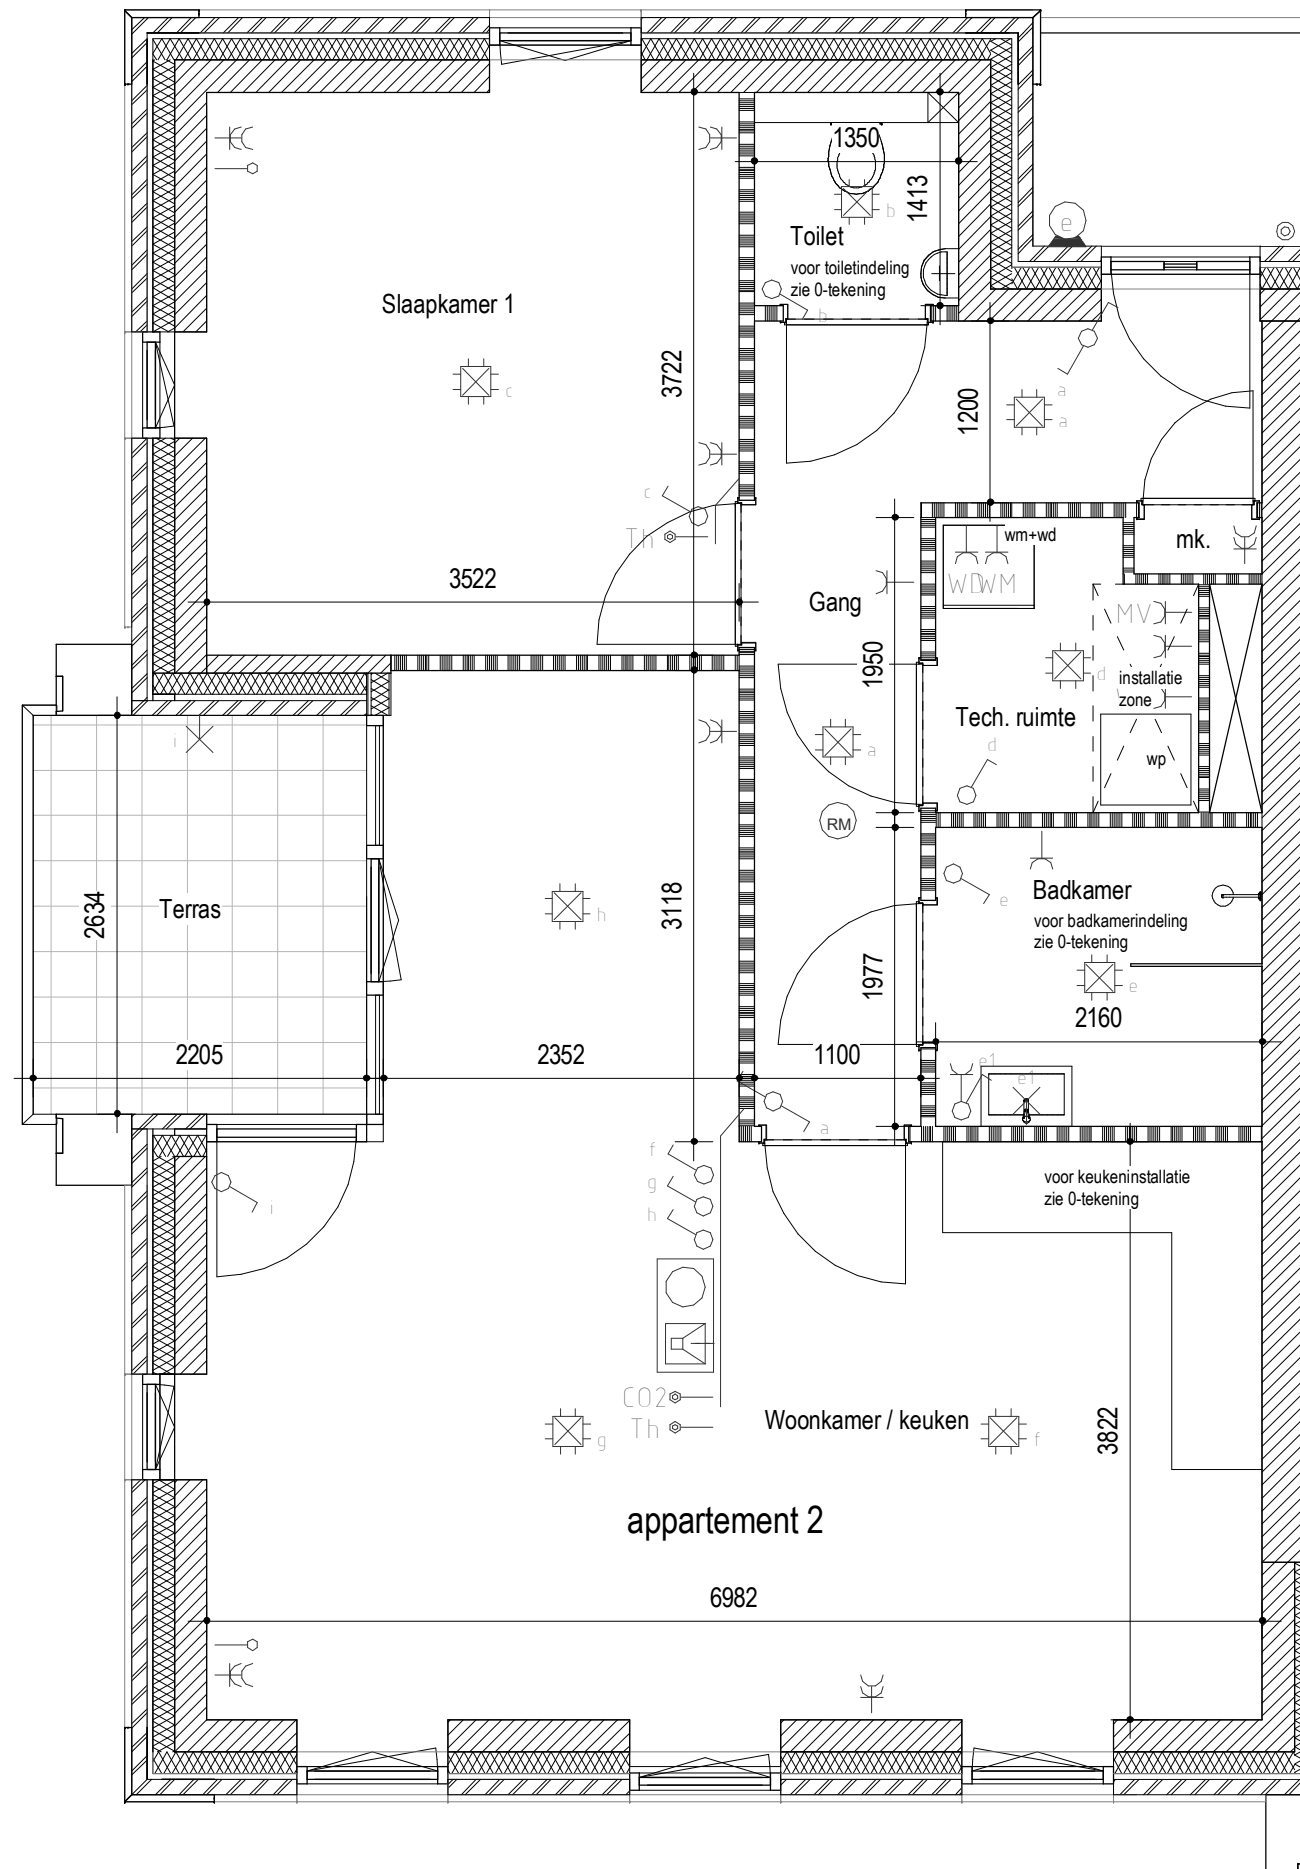 1350
1413
b
e
Toilet
voor toiletindeling
zie 0-tekening
b
Slaapkamer 1
c
3722
1200
a
a
c
Th
wm+wd
mk.
WD
WM
3522
Gang
MV
1950
d
installatie
zone
Tech. ruimte
i
d
a
wp
RM
2634
Terras
h
3118
Badkamer
e
voor badkamerindeling
zie 0-tekening
1977
e
2160
2205
2352
1100
e1
e1
a
f
g
h
i
voor keukeninstallatie
zie 0-tekening
CO2
Th
g
Woonkamer / keuken
f
3822
appartement 2
6982